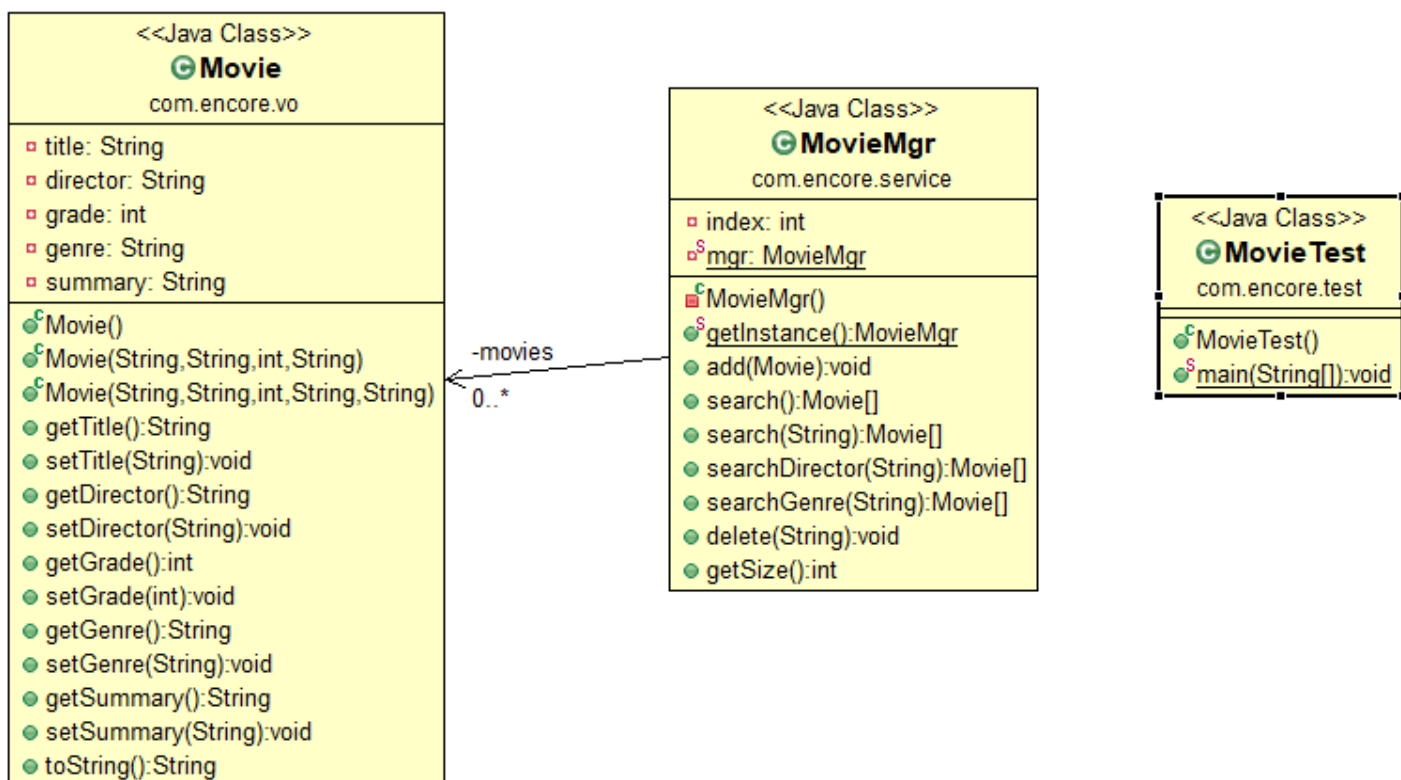 <<Java Class>>
Movie
com.encore.vo
title: String
director: String
grade: int
genre: String
summary: String
Movie()
Movie(String,String,int,String)
Movie(String,String,int,String,String)
getTitle():String
setTitle(String):void
getDirector():String
setDirector(String):void
getGrade():int
setGrade(int):void
getGenre():String
setGenre(String):void
getSummary():String
setSummary(String):void
toString():String
-movies
0..*
<<Java Class>>
MovieMgr
com.encore.service
index: int
mgr: MovieMgr
MovieMgr()
getInstance():MovieMgr
add(Movie):void
search():Movie[]
search(String):Movie[]
searchDirector(String):Movie[]
searchGenre(String):Movie[]
delete(String):void
getSize():int
<<Java Class>>
MovieTest
com.encore.test
MovieTest()
main(String[]):void